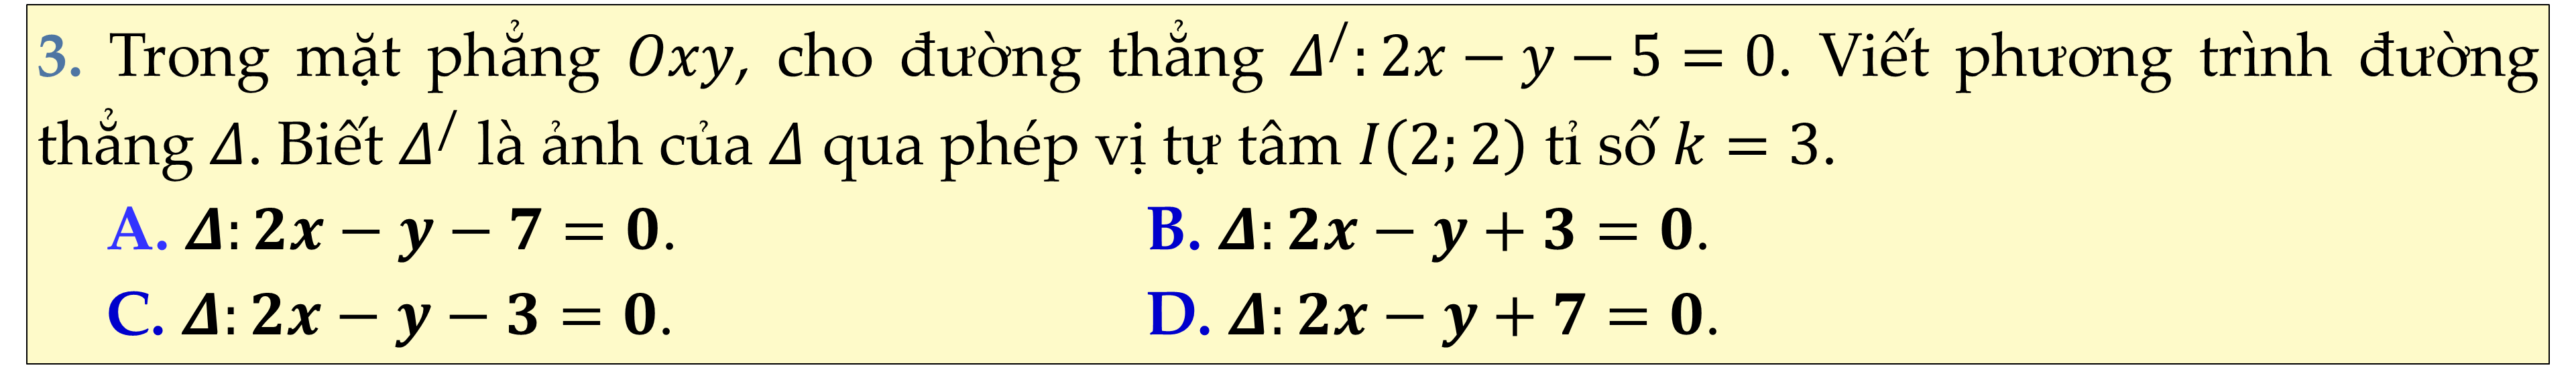 3. Trong mặt phẳng Oxy, cho đường thẳng Δ/: 2x − y − 5 = 0. Viết phương trình đường
thẳng Δ. Biết Δ/ là ảnh của Δ qua phép vị tự tâm I(2; 2) tỉ số k = 3.
A. Δ: 2x − y − 7 = 0. B. Δ: 2x − y + 3 = 0.
C. Δ: 2x − y − 3 = 0. D. Δ: 2x − y + 7 = 0.